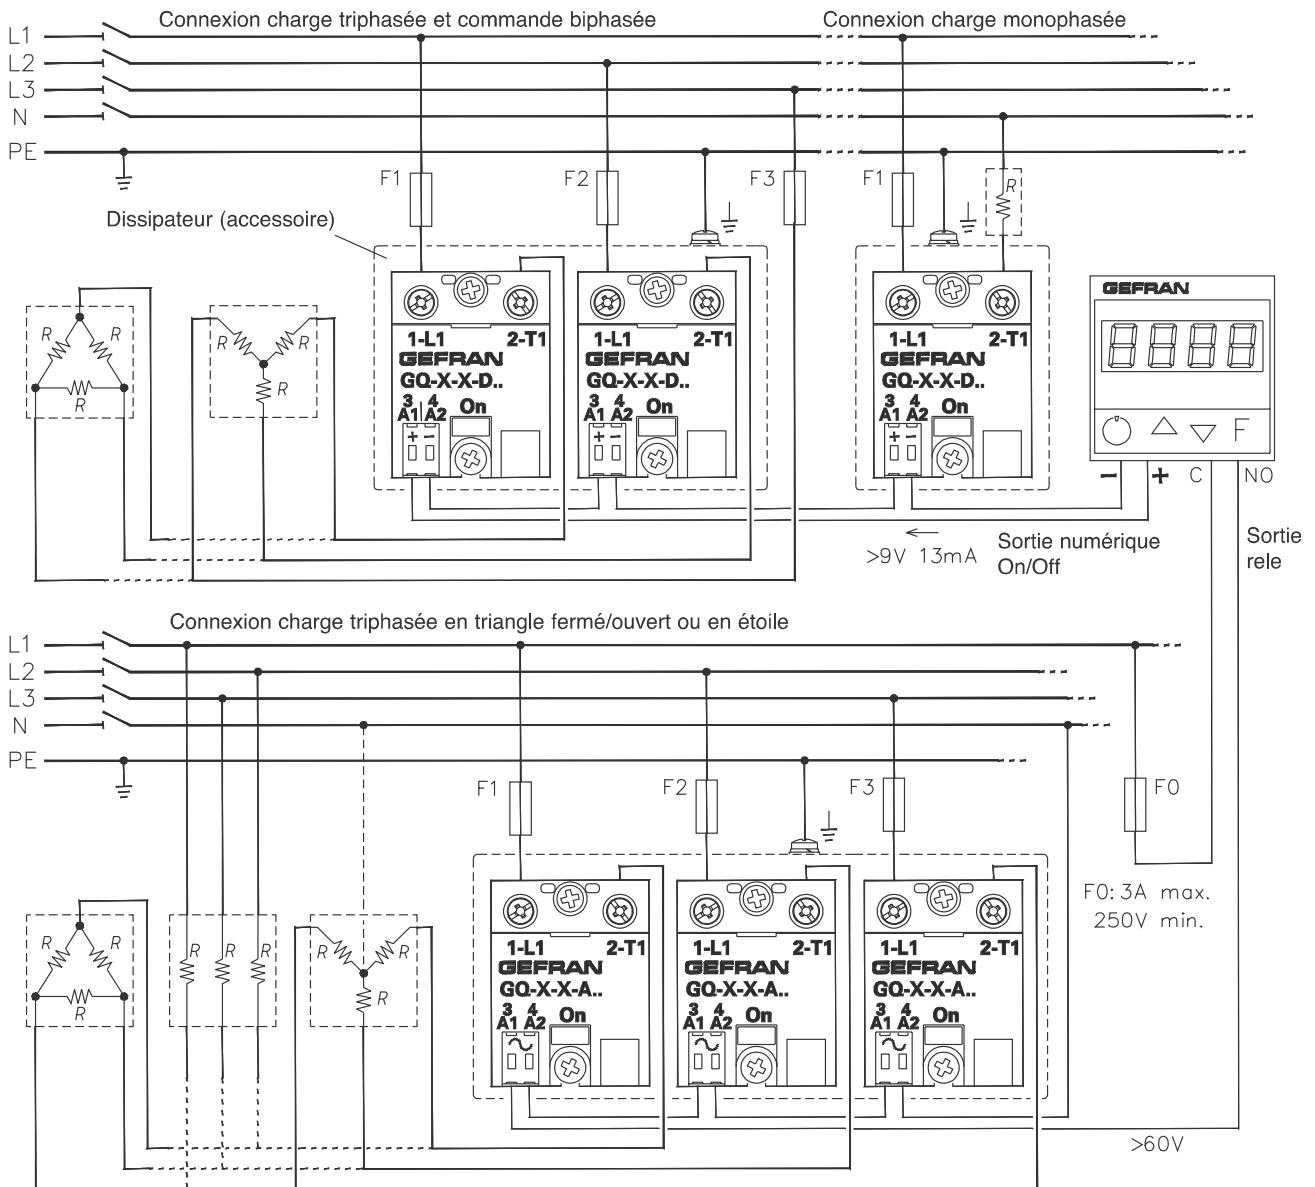 Connexion charge triphasée et commande biphasée
Connexion charge monophasée
L1
L2
L3
N
PE
F1
F2
F3
F1
R
Dissipateur (accessoire)
GEFRAN
R
R
R
R
R
R
1-L1 2-T1
GEFRAN
GQ-X-X-D..
3 4
A1 A2 On
+ −
1-L1 2-T1
GEFRAN
GQ-X-X-D..
3 4
A1 A2 On
+ −
1-L1 2-T1
GEFRAN
GQ-X-X-D..
3 4
A1 A2 On
+ −
8888
F
− + C NO
>9V 13mA
Sortie numérique
On/Off
Sortie
rele
Connexion charge triphasée en triangle fermé/ouvert ou en étoile
L1
L2
L3
N
PE
F1
F2
F3
F0
F0: 3A max.
250V min.
R
R
R
R
R
R
R
R
R
1-L1 2-T1
GEFRAN
GQ-X-X-A..
3 4
A1 A2 On
1-L1 2-T1
GEFRAN
GQ-X-X-A..
3 4
A1 A2 On
1-L1 2-T1
GEFRAN
GQ-X-X-A..
3 4
A1 A2 On
>60V